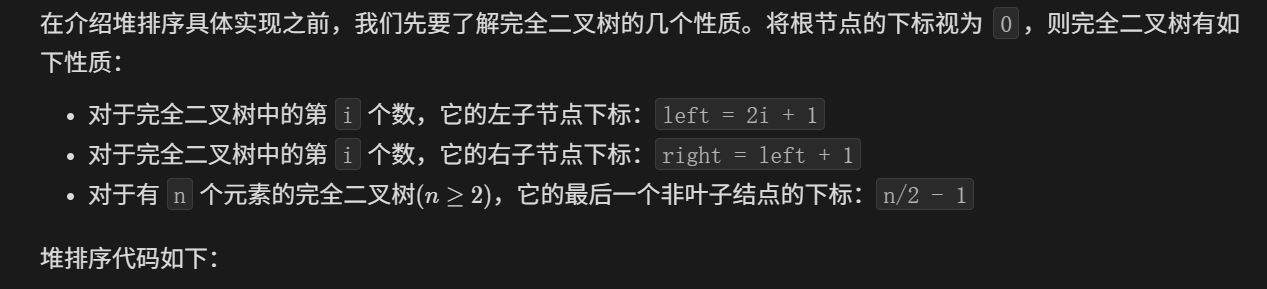 在介绍堆排序具体实现之前，我们先要了解完全二叉树的几个性质。将根节点的下标视为 0，则完全二叉树有如
下性质：
• 对于完全二叉树中的第 i 个数，它的左子节点下标：left = 2i + 1
• 对于完全二叉树中的第 i 个数，它的右子节点下标：right = left + 1
• 对于有 n 个元素的完全二叉树(n ≥ 2)，它的最后一个非叶子结点的下标：n/2 - 1
堆排序代码如下：